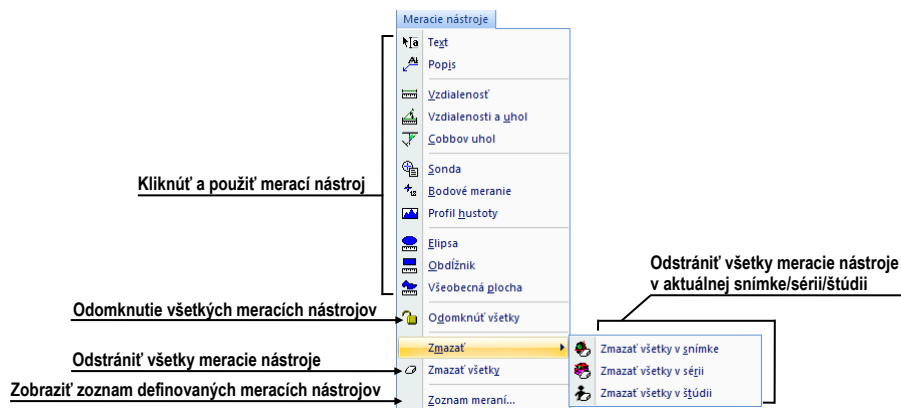 Meracie nástroje
Text
Popis
Vzdialenosť
Vzdialenosti a uhol
Cobbov uhol
Sonda
Kliknúť a použiť merací nástroj
Bodové meranie
Profil hustoty
Elipsa
Obdĺžnik
Odstrániť všetky meracie nástroje
v aktuálnej snímke/sérii/štúdii
Všeobecná plocha
Odomknutie všetkých meracích nástrojov
Odomknúť všetky
Zmazať
Zmazať všetky v snímke
Odstrániť všetky meracie nástroje
Zmazať všetky
Zmazať všetky v sérii
Zmazať všetky v štúdii
Zobraziť zoznam definovaných meracích nástrojov
Zoznam meraní...